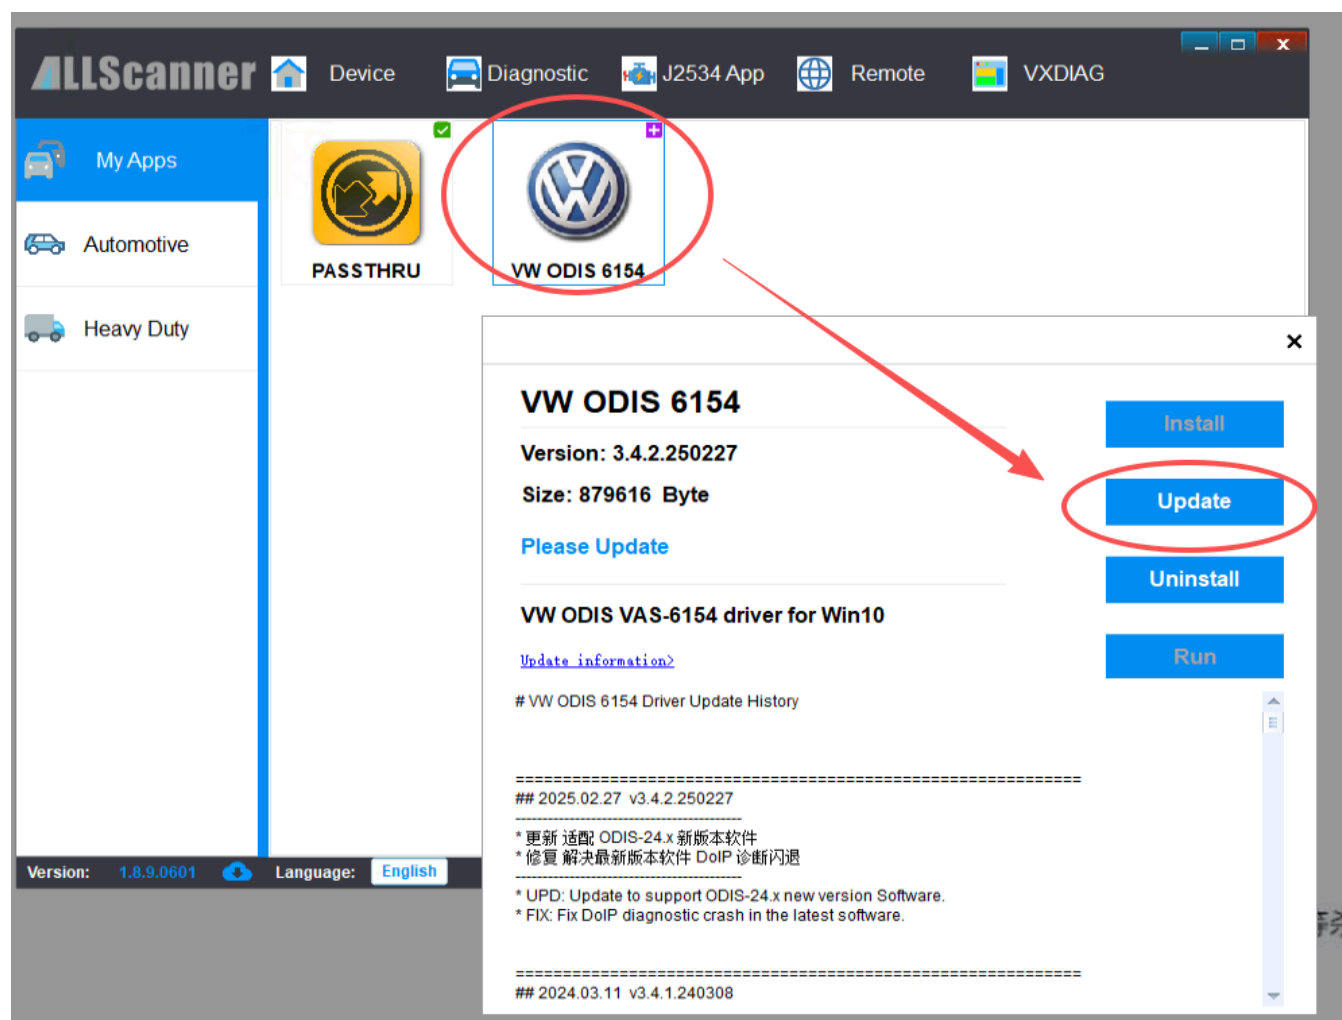 ALLScanner
Device
Diagnostic
J2534 App
Remote
VXDIAG
My Apps
Automotive
Heavy Duty
PASSTHRU
VW ODIS 6154
VW ODIS 6154
Version: 3.4.2.250227
Size: 879616 Byte
Please Update
Install
Update
Uninstall
Run
VW ODIS VAS-6154 driver for Win10
Update information>
# VW ODIS 6154 Driver Update History
============================================================
## 2025.02.27 v3.4.2.250227
------------------------------------------------------------
* 更新 适配 ODIS-24.x 新版本软件
* 修复 解决最新版本软件 DoIP 诊断闪退
------------------------------------------------------------
* UPD: Update to support ODIS-24.x new version Software.
* FIX: Fix DoIP diagnostic crash in the latest software.
============================================================
## 2024.03.11 v3.4.1.240308
Version: 1.8.9.0601
Language: English